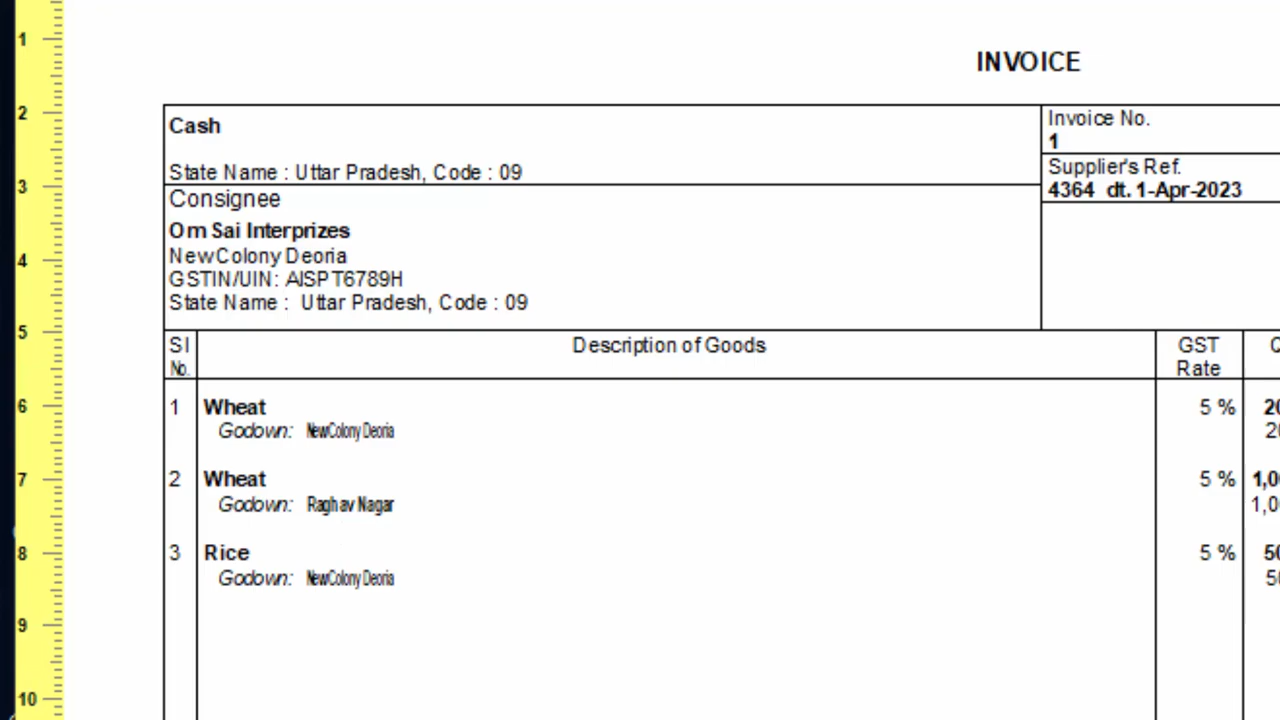 1
2
3
4
5
6
7
8
9
10
INVOICE
Cash
State Name : Uttar Pradesh, Code : 09
Invoice No.
1
Supplier's Ref.
4364 dt. 1-Apr-2023
Consignee
Om Sai Interprizes
NewColony Deoria
GSTIN/UIN: AISPT6789H
State Name : Uttar Pradesh, Code : 09
Sl No.
Description of Goods
GST Rate
1 Wheat 5 %
Godown: NewColony Deoria
2 Wheat 5 %
Godown: Raghav Nagar
3 Rice 5 %
Godown: NewColony Deoria